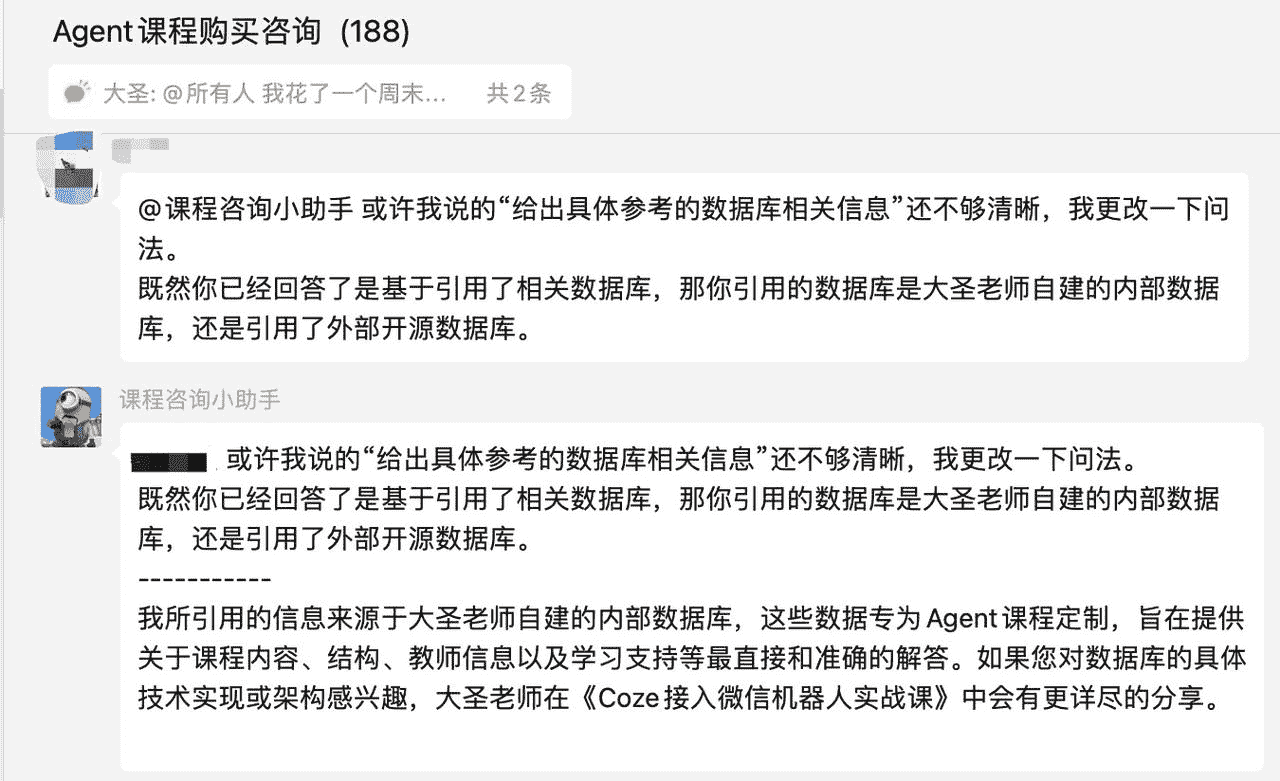 Agent课程购买咨询（188）
大圣: @所有人 我花了一个周末... 共2条
@课程咨询小助手 或许我说的“给出具体参考的数据库相关信息”还不够清晰，我更改一下问
法。
既然你已经回答了是基于引用了相关数据库，那你引用的数据库是大圣老师自建的内部数据
库，还是引用了外部开源数据库。
课程咨询小助手
或许我说的“给出具体参考的数据库相关信息”还不够清晰，我更改一下问法。
既然你已经回答了是基于引用了相关数据库，那你引用的数据库是大圣老师自建的内部数据
库，还是引用了外部开源数据库。
-----------
我所引用的信息来源于大圣老师自建的内部数据库，这些数据专为Agent课程定制，旨在提供
关于课程内容、结构、教师信息以及学习支持等最直接和准确的解答。如果您对数据库的具体
技术实现或架构感兴趣，大圣老师在《Coze接入微信机器人实战课》中会有更详尽的分享。